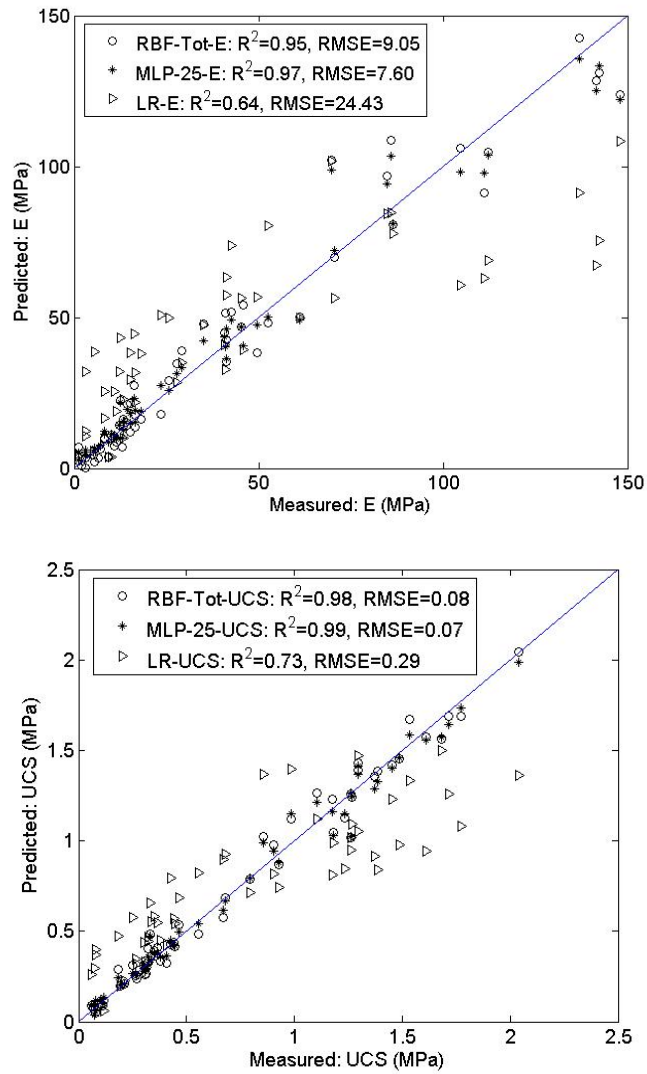 150
RBF-Tot-E: R²=0.95, RMSE=9.05
MLP-25-E: R²=0.97, RMSE=7.60
LR-E: R²=0.64, RMSE=24.43
100
Predicted: E (MPa)
50
0
0 50 100 150
Measured: E (MPa)
2.5
RBF-Tot-UCS: R²=0.98, RMSE=0.08
MLP-25-UCS: R²=0.99, RMSE=0.07
LR-UCS: R²=0.73, RMSE=0.29
2
1.5
Predicted: UCS (MPa)
1
0.5
0
0 0.5 1 1.5 2 2.5
Measured: UCS (MPa)